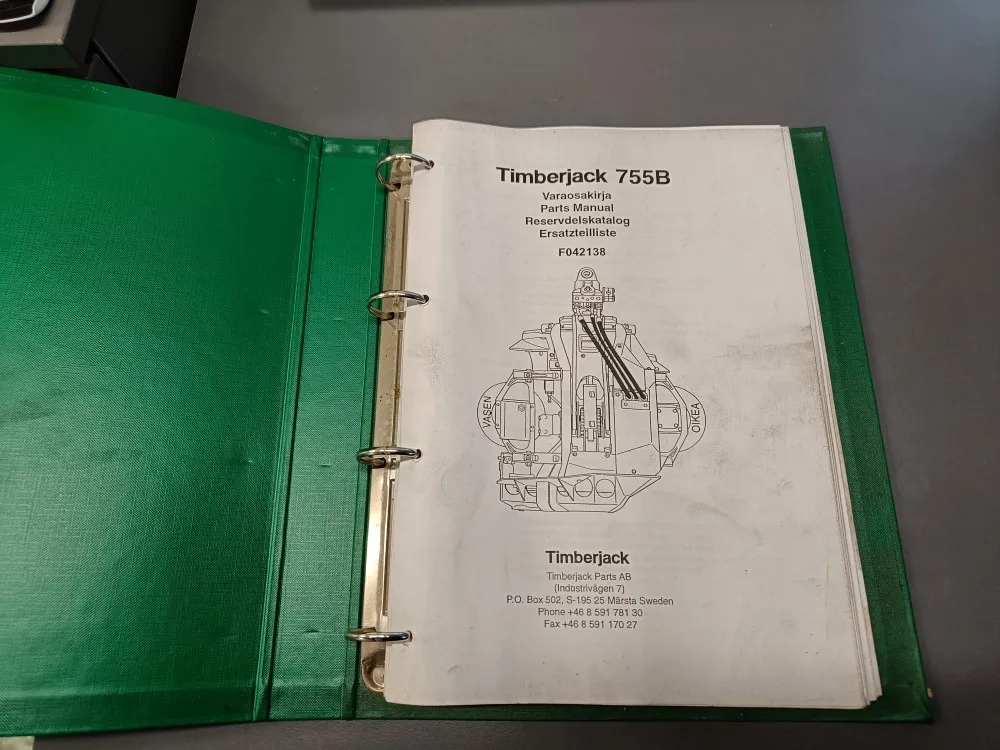 Timberjack 755B
Varaosakirja
Parts Manual
Reservdelskatalog
Ersatzteilliste
F042138
VASEN
OIKEA
Timberjack
Timberjack Parts AB
(Industrivägen 7)
P.O. Box 502, S-195 25 Märsta Sweden
Phone +46 8 591 781 30
Fax +46 8 591 170 27